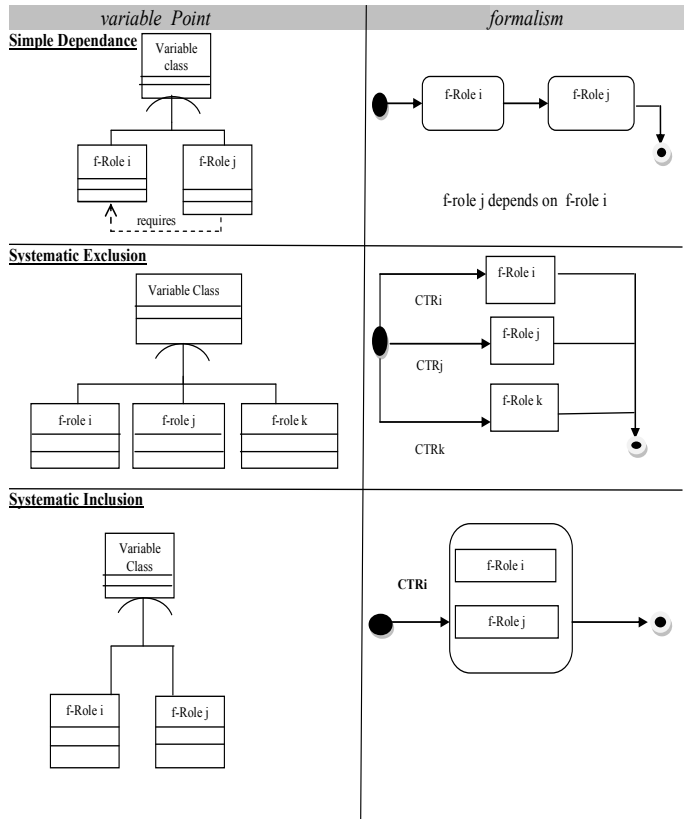 variable Point
formalism
Simple Dependance
Variable
class
f-Role i
f-Role j
requires
f-Role i
f-Role j
f-role j depends on f-role i
Systematic Exclusion
Variable Class
f-role i
f-role j
f-role k
CTRi
f-Role i
CTRj
f-Role j
f-Role k
CTRk
Systematic Inclusion
Variable
Class
f-Role i
f-Role j
CTRi
f-Role i
f-Role j